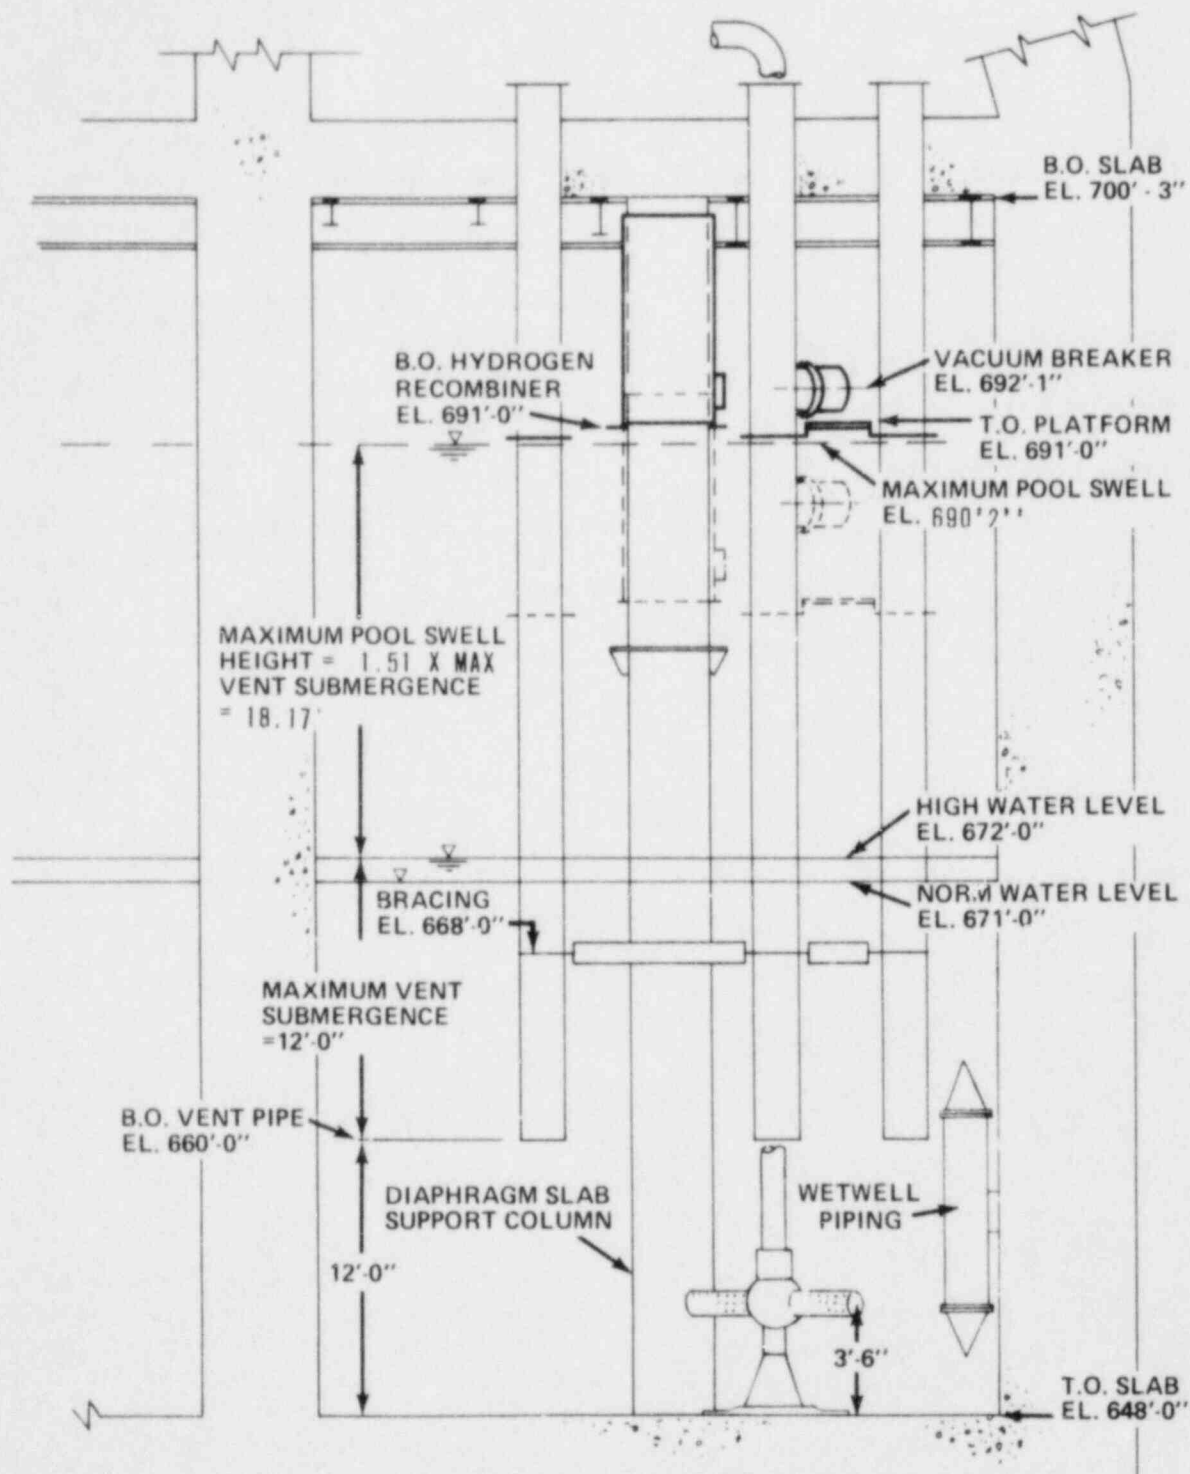 B.O. SLAB
EL. 700' - 3"
B.O. HYDROGEN
RECOMBINER
EL. 691'-0"
VACUUM BREAKER
EL. 692'-1"
T.O. PLATFORM
EL. 691'-0"
MAXIMUM POOL SWELL
EL. 690'2"
MAXIMUM POOL SWELL
HEIGHT = 1.51 X MAX
VENT SUBMERGENCE
= 18.17'
HIGH WATER LEVEL
EL. 672'-0"
BRACING
EL. 668'-0"
NORM WATER LEVEL
EL. 671'-0"
MAXIMUM VENT
SUBMERGENCE
=12'-0"
B.O. VENT PIPE
EL. 660'-0"
DIAPHRAGM SLAB
SUPPORT COLUMN
WETWELL
PIPING
12'-0"
3'-6"
T.O. SLAB
EL. 648'-0"